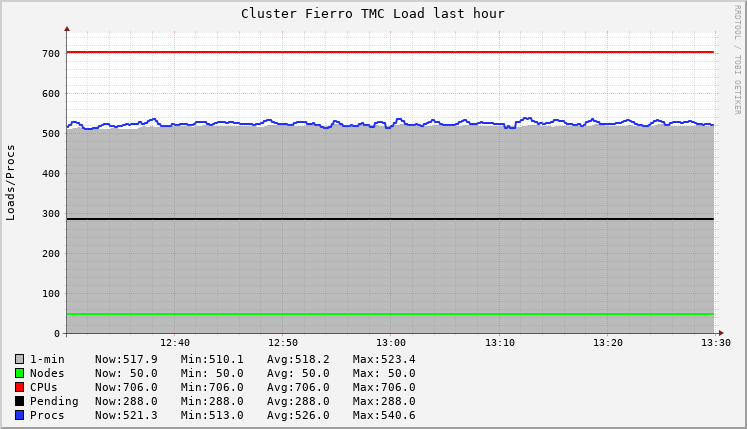 Cluster Fierro TMC Load last hour
RRDTOOL / TOBI OETIKER
Loads/Procs
700
600
500
400
300
200
100
0
12:40 12:50 13:00 13:10 13:20 13:30
1-min Now:517.9 Min:510.1 Avg:518.2 Max:523.4
Nodes Now: 50.0 Min: 50.0 Avg: 50.0 Max: 50.0
CPUs Now:706.0 Min:706.0 Avg:706.0 Max:706.0
Pending Now:288.0 Min:288.0 Avg:288.0 Max:288.0
Procs Now:521.3 Min:513.0 Avg:526.0 Max:540.6